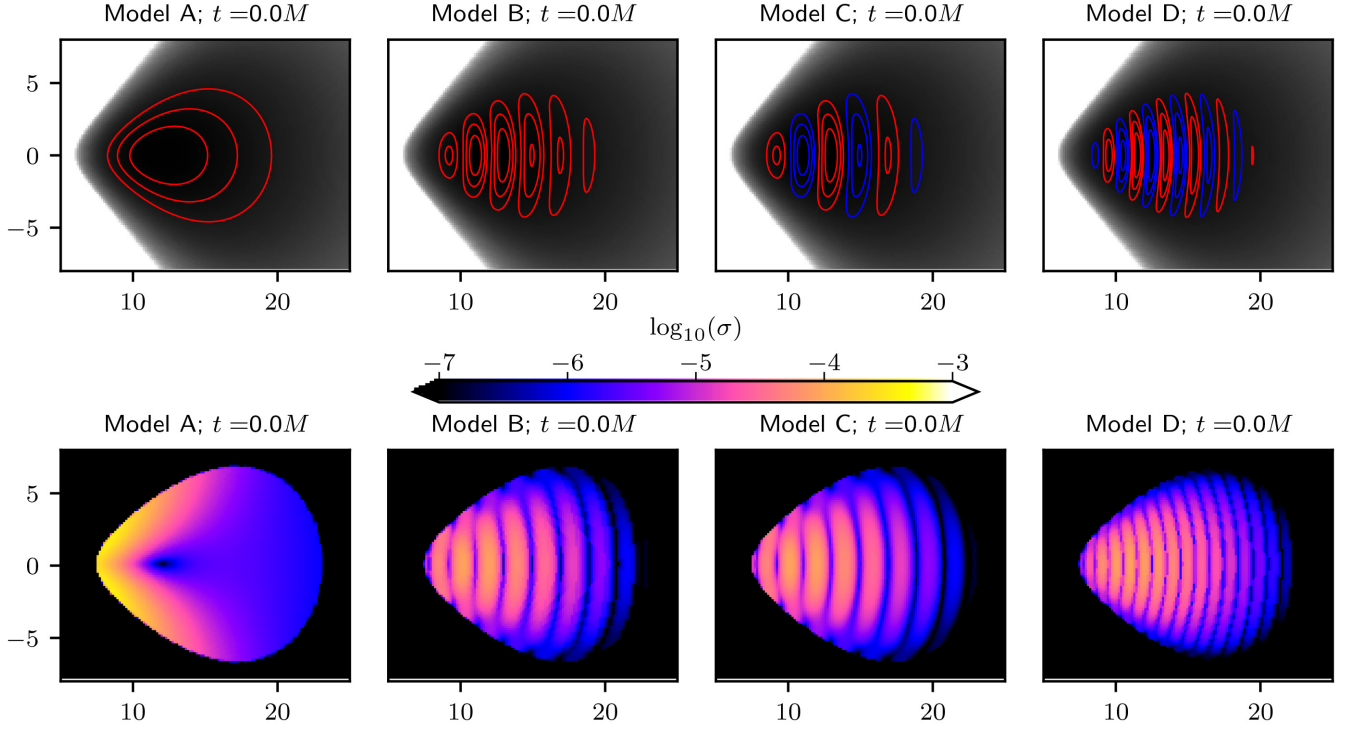 Model A; t =0.0M Model B; t =0.0M Model C; t =0.0M Model D; t =0.0M
5
0
−5
10 20 10 20 10 20 10 20
log₁₀(σ)
−7 −6 −5 −4 −3
Model A; t =0.0M Model B; t =0.0M Model C; t =0.0M Model D; t =0.0M
5
0
−5
10 20 10 20 10 20 10 20